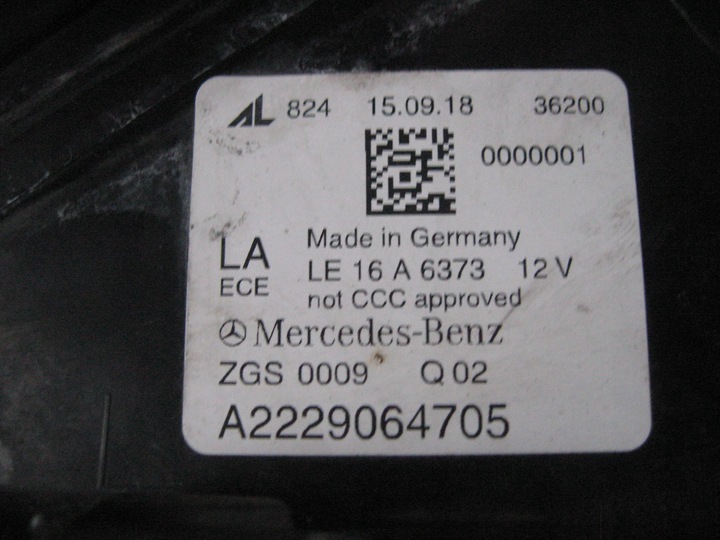 AL 824 15.09.18 36200
0000001
LA Made in Germany
LE 16 A 6373 12 V
ECE
not CCC approved
Mercedes-Benz
ZGS 0009 Q 02
A2229064705